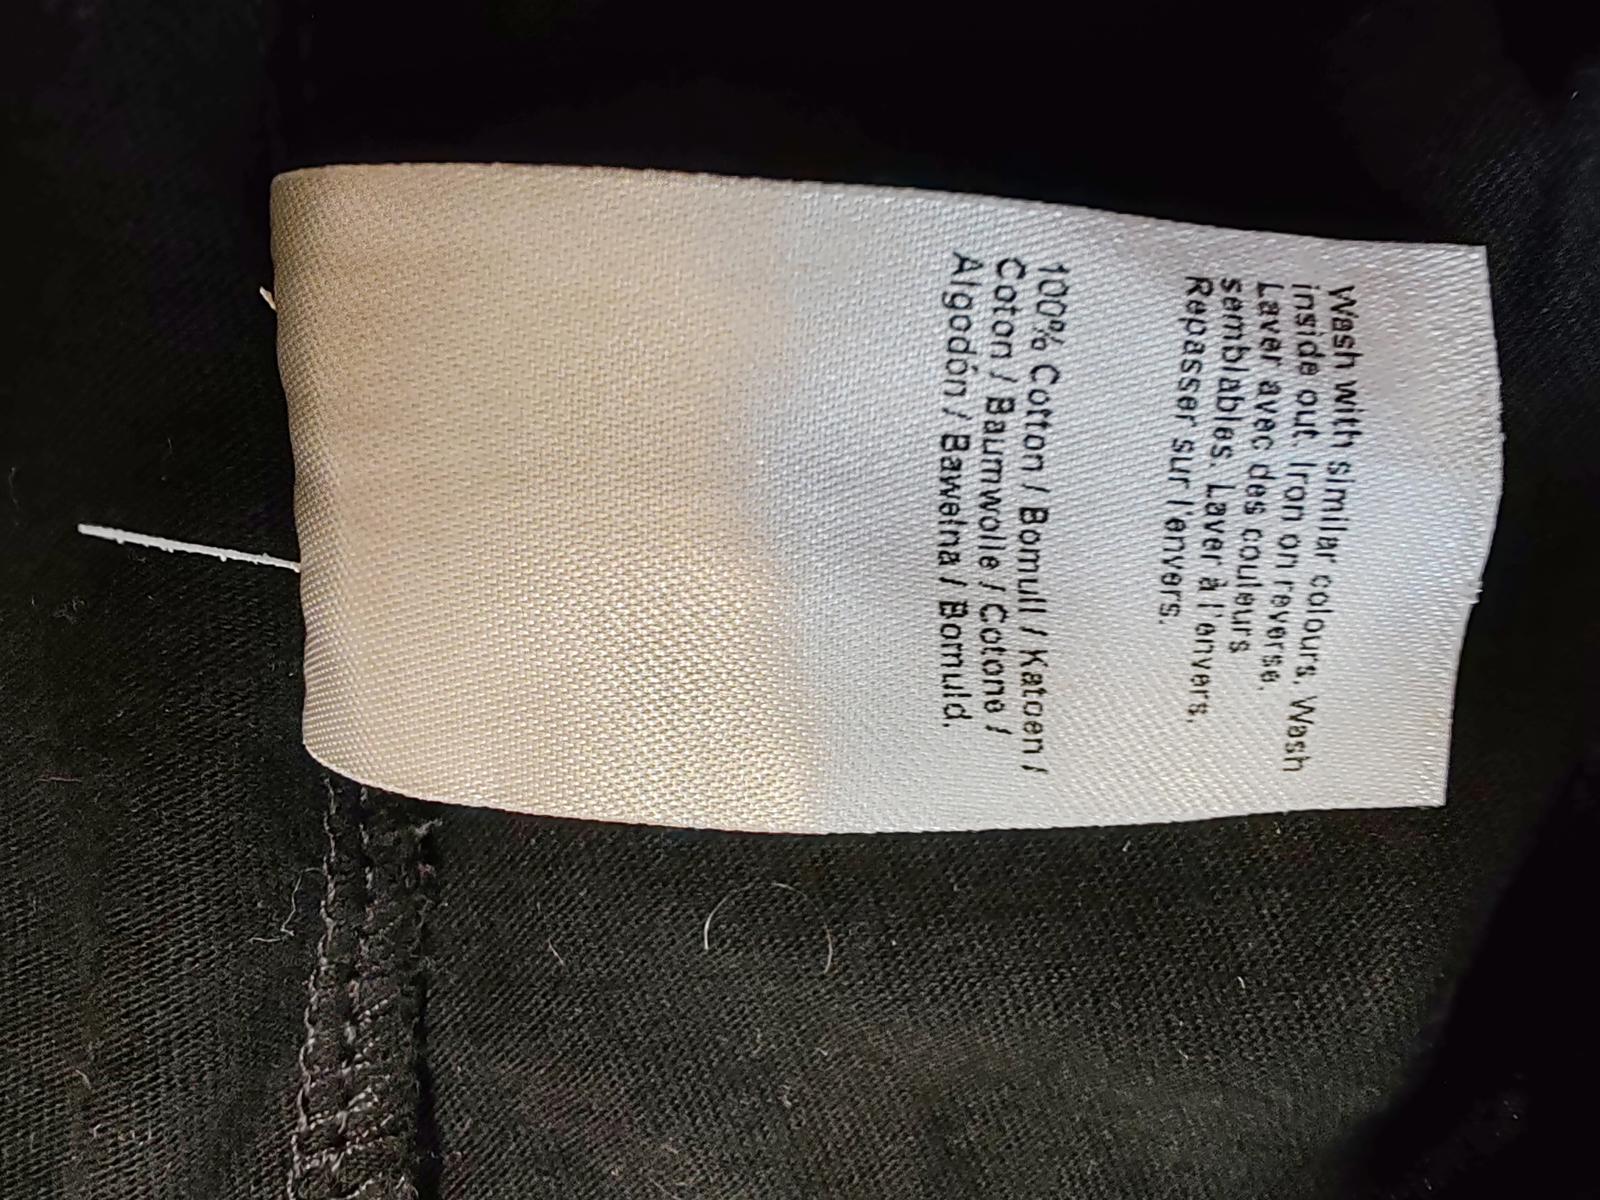 Wash with similar colours. Wash
inside out. Iron on reverse.
Laver avec des couleurs
semblables. Laver à l'envers.
Repasser sur l'envers.
100% Cotton / Bomull / Katoen /
Coton / Baumwolle / Cotone /
Algodón / Bawełna / Bomuld.